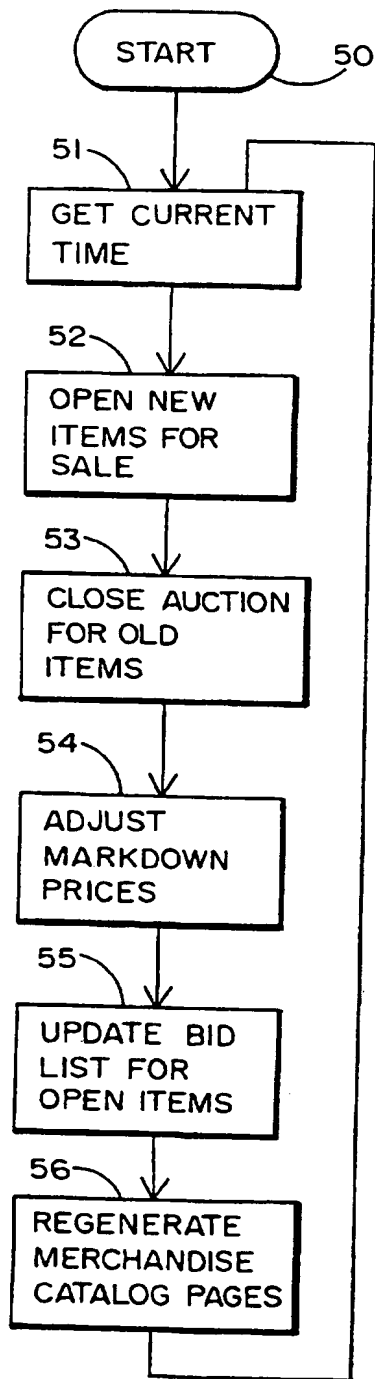 START
50
51
GET CURRENT
TIME
52
OPEN NEW
ITEMS FOR
SALE
53
CLOSE AUCTION
FOR OLD
ITEMS
54
ADJUST
MARKDOWN
PRICES
55
UPDATE BID
LIST FOR
OPEN ITEMS
56
REGENERATE
MERCHANDISE
CATALOG PAGES